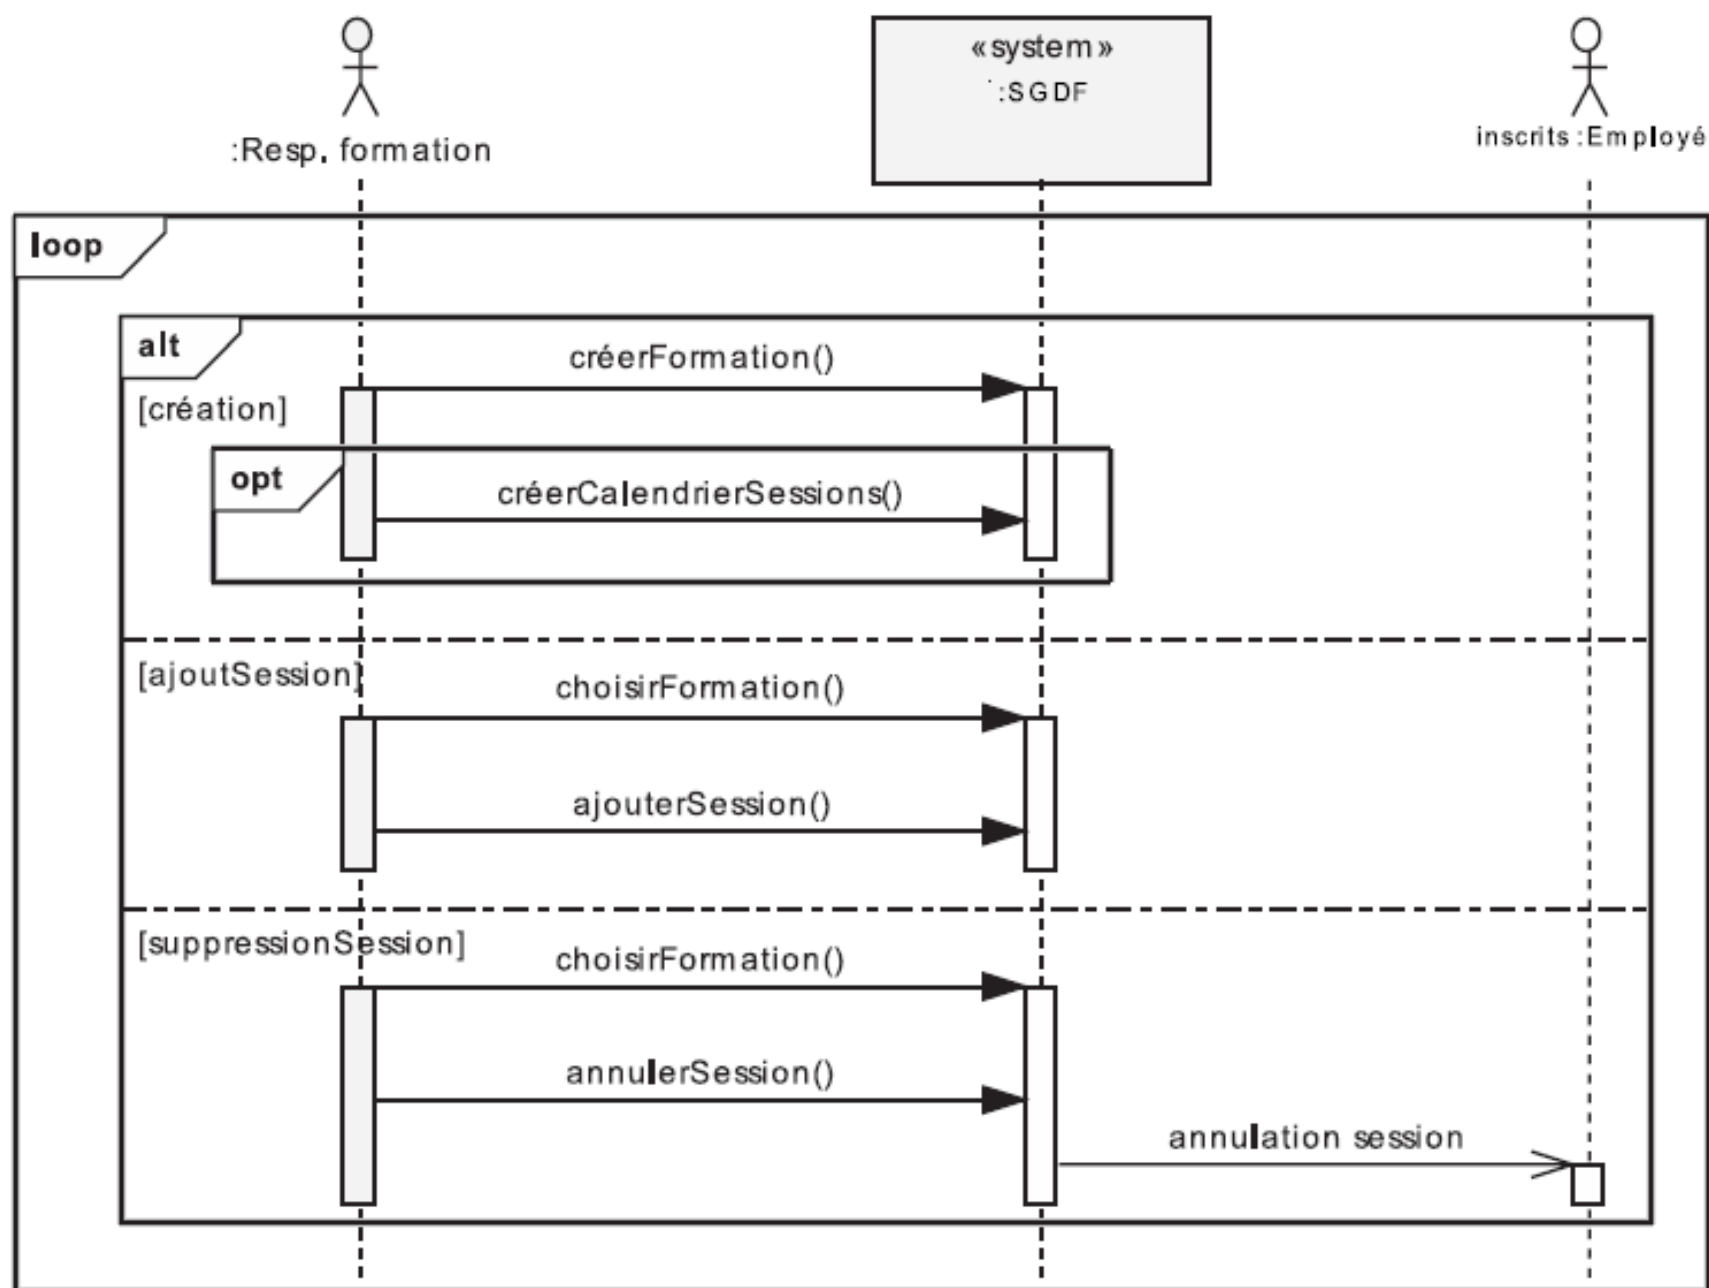 «system»
:SGDF
:Resp. formation
inscrits:Employé
loop
alt
créerFormation()
[création]
opt
créerCalendrierSessions()
[ajoutSession]
choisirFormation()
ajouterSession()
[suppressionSession]
choisirFormation()
annulerSession()
annulation session